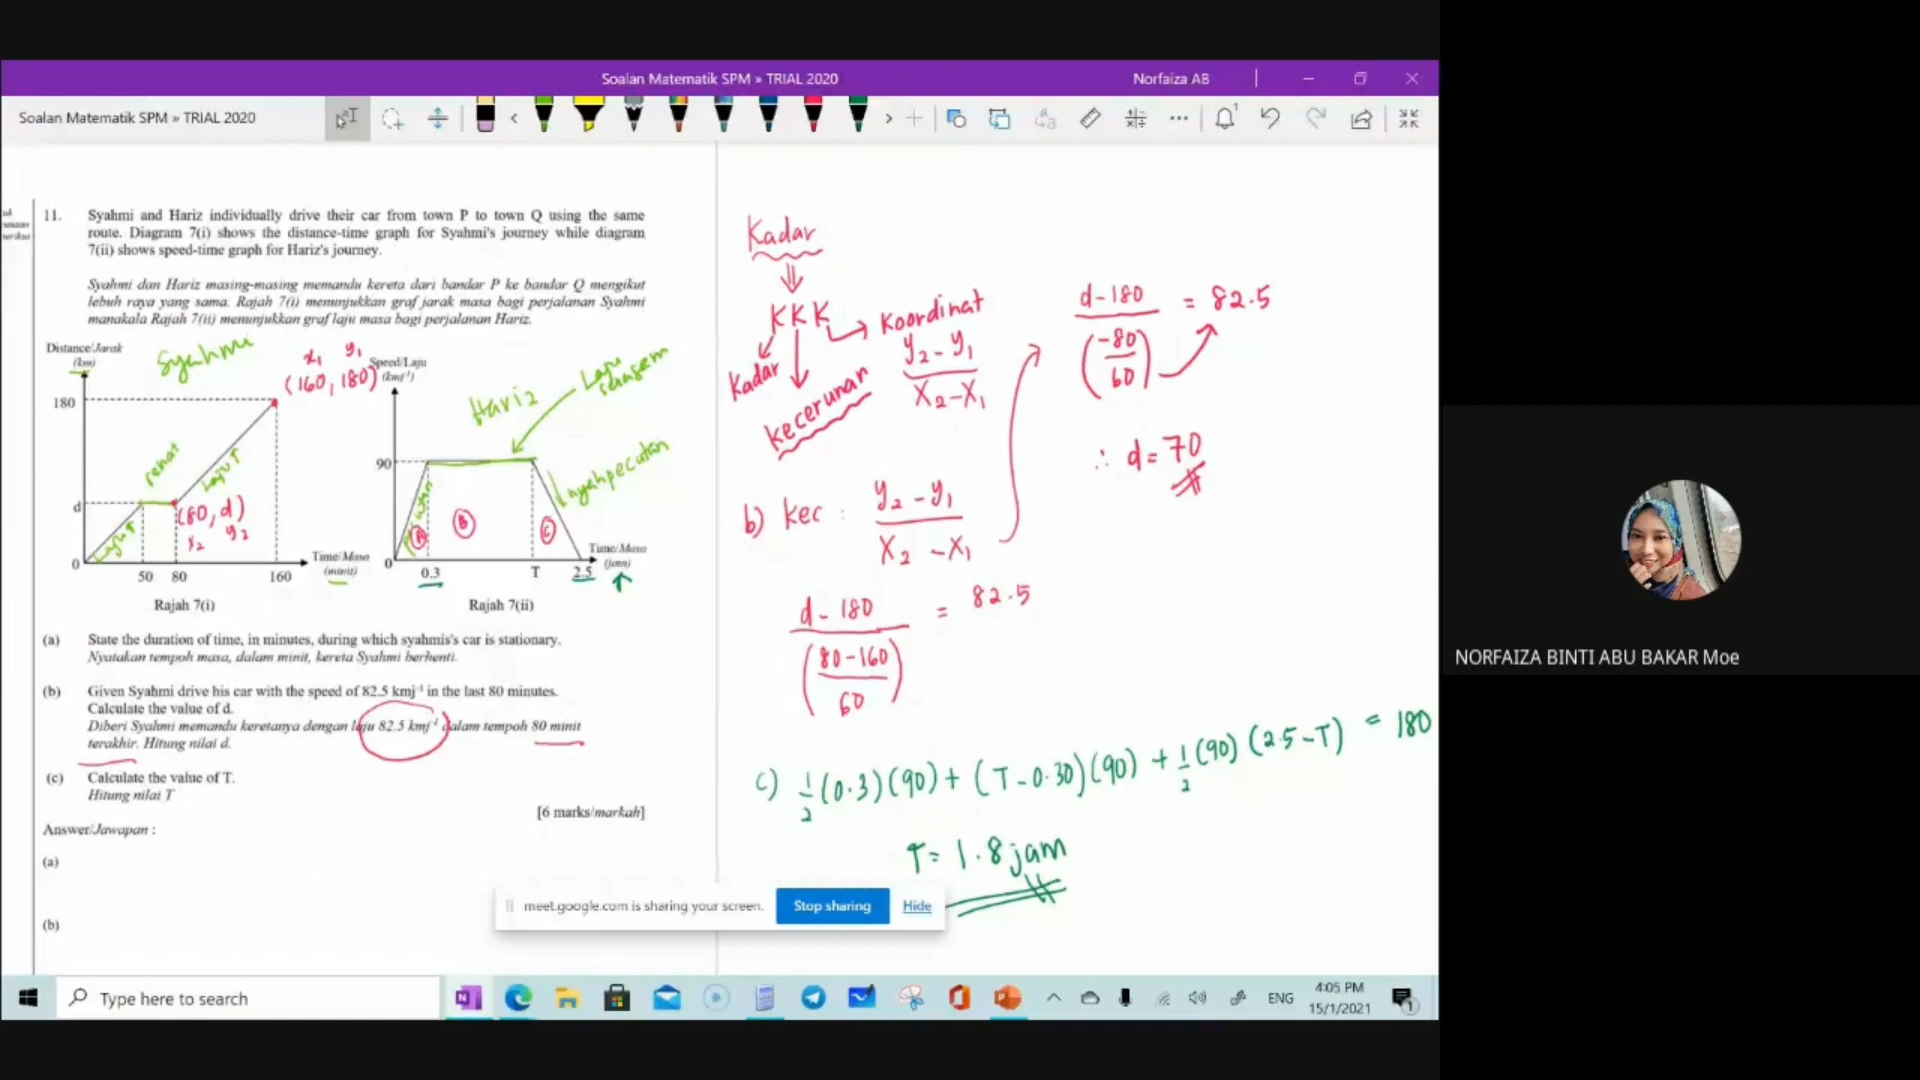 Soalan Matematik SPM » TRIAL 2020
Norfaiza AB
Soalan Matematik SPM » TRIAL 2020
11. Syahmi and Hariz individually drive their car from town P to town Q using the same
route. Diagram 7(i) shows the distance-time graph for Syahmi's journey while diagram
7(ii) shows speed-time graph for Hariz's journey.
Syahmi dan Hariz masing-masing memandu kereta dari bandar P ke bandar Q mengikut
lebuh raya yang sama. Rajah 7(i) menunjukkan graf jarak masa bagi perjalanan Syahmi
manakala Rajah 7(ii) menunjukkan graf laju masa bagi perjalanan Hariz.
Distance/Jarak
(km)
Syahmi
x₁ y₁
(160, 180)
180
rehat
Laju ↑
d
(80, d)
x₂ y₂
Laju ↑
0
50 80 160
Time/Masa
(minit)
Rajah 7(i)
Speed/Laju
(kmj⁻¹)
Hariz
Laju
seragam
90
nyahpecutan
A
B
C
0
0.3 T 2.5
Time/Masa
(jam)
Rajah 7(ii)
(a) State the duration of time, in minutes, during which syahmis's car is stationary.
Nyatakan tempoh masa, dalam minit, kereta Syahmi berhenti.
(b) Given Syahmi drive his car with the speed of 82.5 kmj⁻¹ in the last 80 minutes.
Calculate the value of d.
Diberi Syahmi memandu keretanya dengan laju 82.5 kmj⁻¹ dalam tempoh 80 minit
terakhir. Hitung nilai d.
(c) Calculate the value of T.
Hitung nilai T
[6 marks/markah]
Answer/Jawapan :
(a)
(b)
Kadar
⇓
KKK
Koordinat
Kadar
kecerunan
y₂ - y₁
x₂ - x₁
b) kec : y₂ - y₁
x₂ - x₁
d - 180 = 82.5
(80 - 160
60)
d - 180 = 82.5
(-80
60)
∴ d = 70
c) ½ (0.3)(90) + (T - 0.30)(90) + ½ (90)(2.5 - T) = 180
T = 1.8 jam
meet.google.com is sharing your screen.
Stop sharing
Hide
NORFAIZA BINTI ABU BAKAR Moe
Type here to search
ENG
4:05 PM
15/1/2021